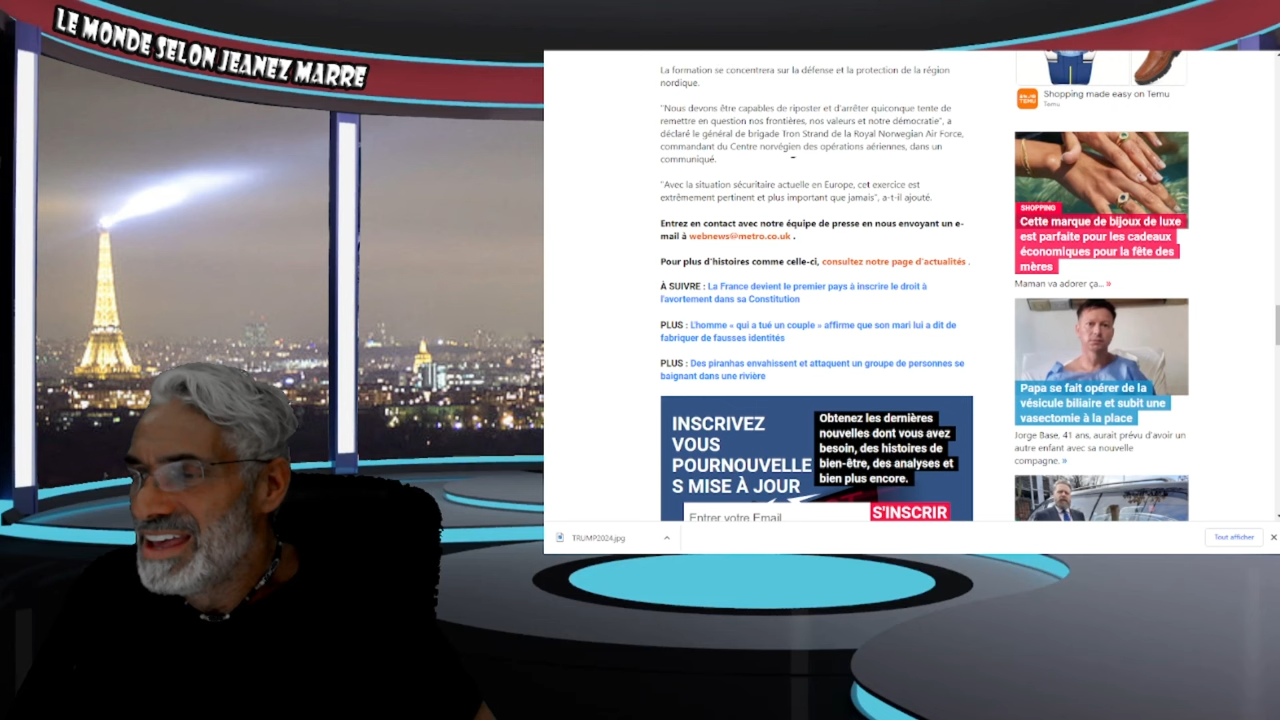 LE MONDE SELON JEANEZ MARRE
La formation se concentrera sur la défense et la protection de la région
nordique.
"Nous devons être capables de riposter et d'arrêter quiconque tente de
remettre en question nos frontières, nos valeurs et notre démocratie", a
déclaré le général de brigade Tron Strand de la Royal Norwegian Air Force,
commandant du Centre norvégien des opérations aériennes, dans un
communiqué.
"Avec la situation sécuritaire actuelle en Europe, cet exercice est
extrêmement pertinent et plus important que jamais", a-t-il ajouté.
Entrez en contact avec notre équipe de presse en nous envoyant un e-
mail à webnews@metro.co.uk .
Pour plus d'histoires comme celle-ci, consultez notre page d'actualités .
À SUIVRE : La France devient le premier pays à inscrire le droit à
l'avortement dans sa Constitution
PLUS : L'homme « qui a tué un couple » affirme que son mari lui a dit de
fabriquer de fausses identités
PLUS : Des piranhas envahissent et attaquent un groupe de personnes se
baignant dans une rivière
INSCRIVEZ
VOUS
POURNOUVELLE
S MISE À JOUR
Obtenez les dernières
nouvelles dont vous avez
besoin, des histoires de
bien-être, des analyses et
bien plus encore.
Entrer votre Email
S'INSCRIR
Shopping made easy on Temu
Temu
SHOPPING
Cette marque de bijoux de luxe
est parfaite pour les cadeaux
économiques pour la fête des
mères
Maman va adorer ça... »
Papa se fait opérer de la
vésicule biliaire et subit une
vasectomie à la place
Jorge Base, 41 ans, aurait prévu d'avoir un
autre enfant avec sa nouvelle
compagne. »
TRUMP2024.jpg
Tout afficher